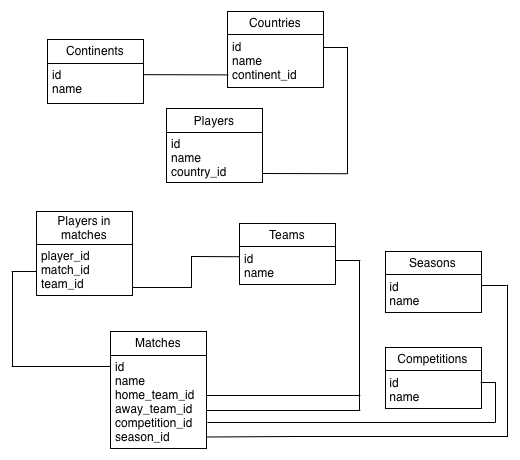 Countries
id
name
continent_id
Continents
id
name
Players
id
name
country_id
Players in
matches
player_id
match_id
team_id
Teams
id
name
Seasons
id
name
Matches
id
name
home_team_id
away_team_id
competition_id
season_id
Competitions
id
name